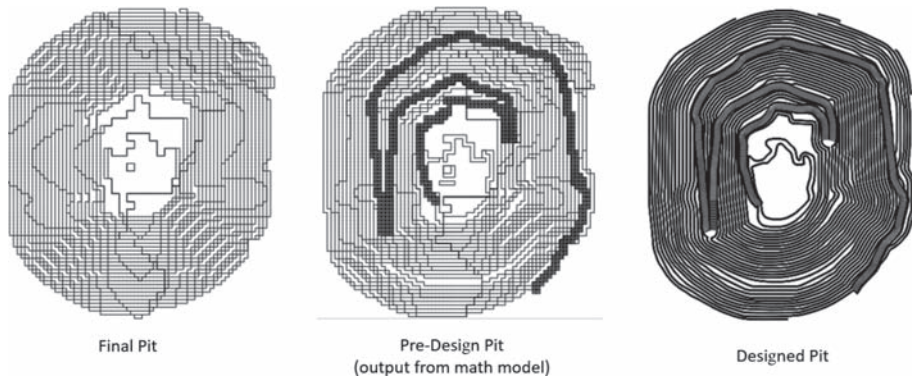 Final Pit
Pre-Design Pit
(output from math model)
Designed Pit